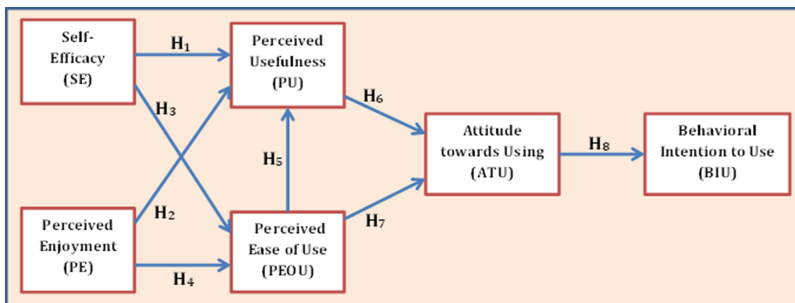 Self-
Efficacy
(SE)
H1
Perceived
Usefulness
(PU)
H3
H6
Attitude
towards Using
(ATU)
H8
Behavioral
Intention to Use
(BIU)
H5
Perceived
Enjoyment
(PE)
H2
H4
Perceived
Ease of Use
(PEOU)
H7